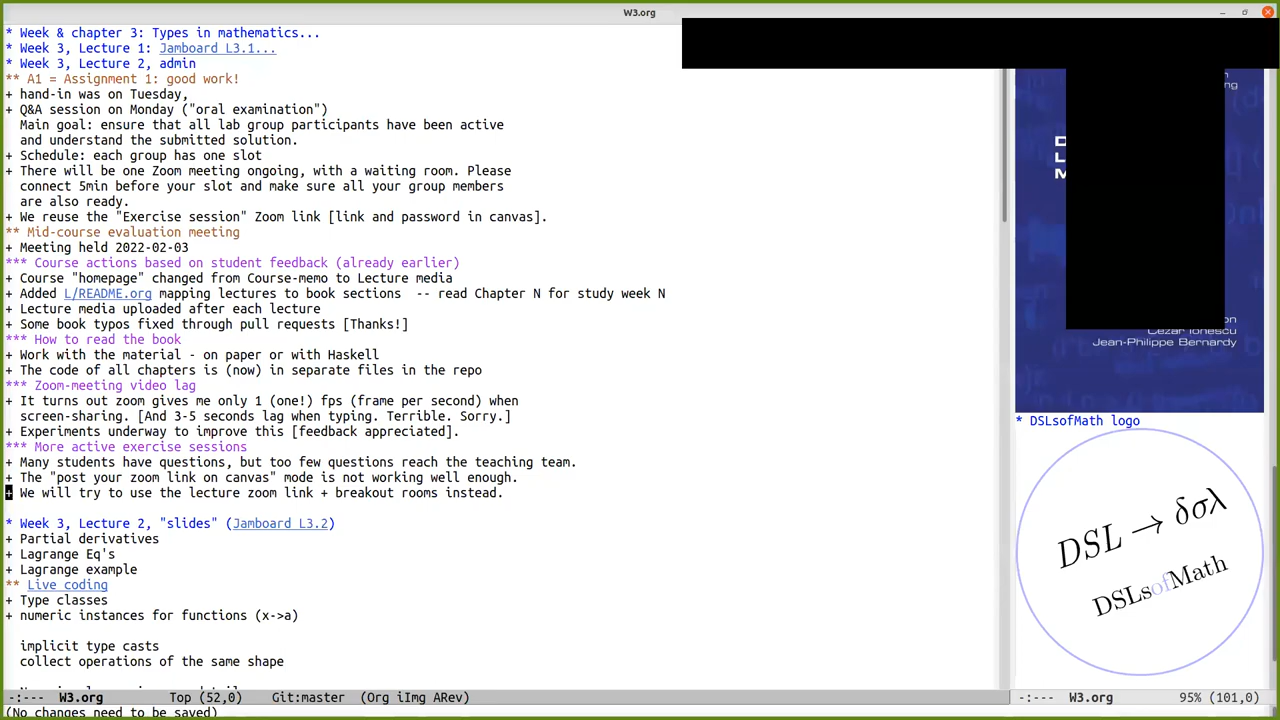 W3.org
* Week & chapter 3: Types in mathematics...
* Week 3, Lecture 1: Jamboard L3.1...
* Week 3, Lecture 2, admin
** A1 = Assignment 1: good work!
+ hand-in was on Tuesday,
+ Q&A session on Monday ("oral examination")
Main goal: ensure that all lab group participants have been active
and understand the submitted solution.
+ Schedule: each group has one slot
+ There will be one Zoom meeting ongoing, with a waiting room. Please
connect 5min before your slot and make sure all your group members
are also ready.
+ We reuse the "Exercise session" Zoom link [link and password in canvas].
** Mid-course evaluation meeting
+ Meeting held 2022-02-03
*** Course actions based on student feedback (already earlier)
+ Course "homepage" changed from Course-memo to Lecture media
+ Added L/README.org mapping lectures to book sections  -- read Chapter N for study week N
+ Lecture media uploaded after each lecture
+ Some book typos fixed through pull requests [Thanks!]
*** How to read the book
+ Work with the material - on paper or with Haskell
+ The code of all chapters is (now) in separate files in the repo
*** Zoom-meeting video lag
+ It turns out zoom gives me only 1 (one!) fps (frame per second) when
screen-sharing. [And 3-5 seconds lag when typing. Terrible. Sorry.]
+ Experiments underway to improve this [feedback appreciated].
*** More active exercise sessions
+ Many students have questions, but too few questions reach the teaching team.
+ The "post your zoom link on canvas" mode is not working well enough.
+ We will try to use the lecture zoom link + breakout rooms instead.
* Week 3, Lecture 2, "slides" (Jamboard L3.2)
+ Partial derivatives
+ Lagrange Eq's
+ Lagrange example
** Live coding
+ Type classes
+ numeric instances for functions (x->a)
implicit type casts
collect operations of the same shape
-:--- W3.org Top (52,0) Git:master (Org iImg ARev)
(No changes need to be saved)
D
L
M
Cezar Ionescu
Jean-Philippe Bernardy
* DSLsofMath logo
DSL → δσλ
DSLsofMath
-:--- W3.org 95% (101,0)